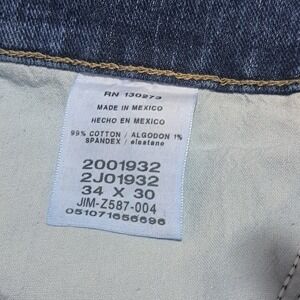 RN 130273
MADE IN MEXICO
HECHO EN MEXICO
99% COTTON / ALGODON 1%
SPANDEX / elastane
2001932
2J01932
34 X 30
JIM-Z587-004
051071656696